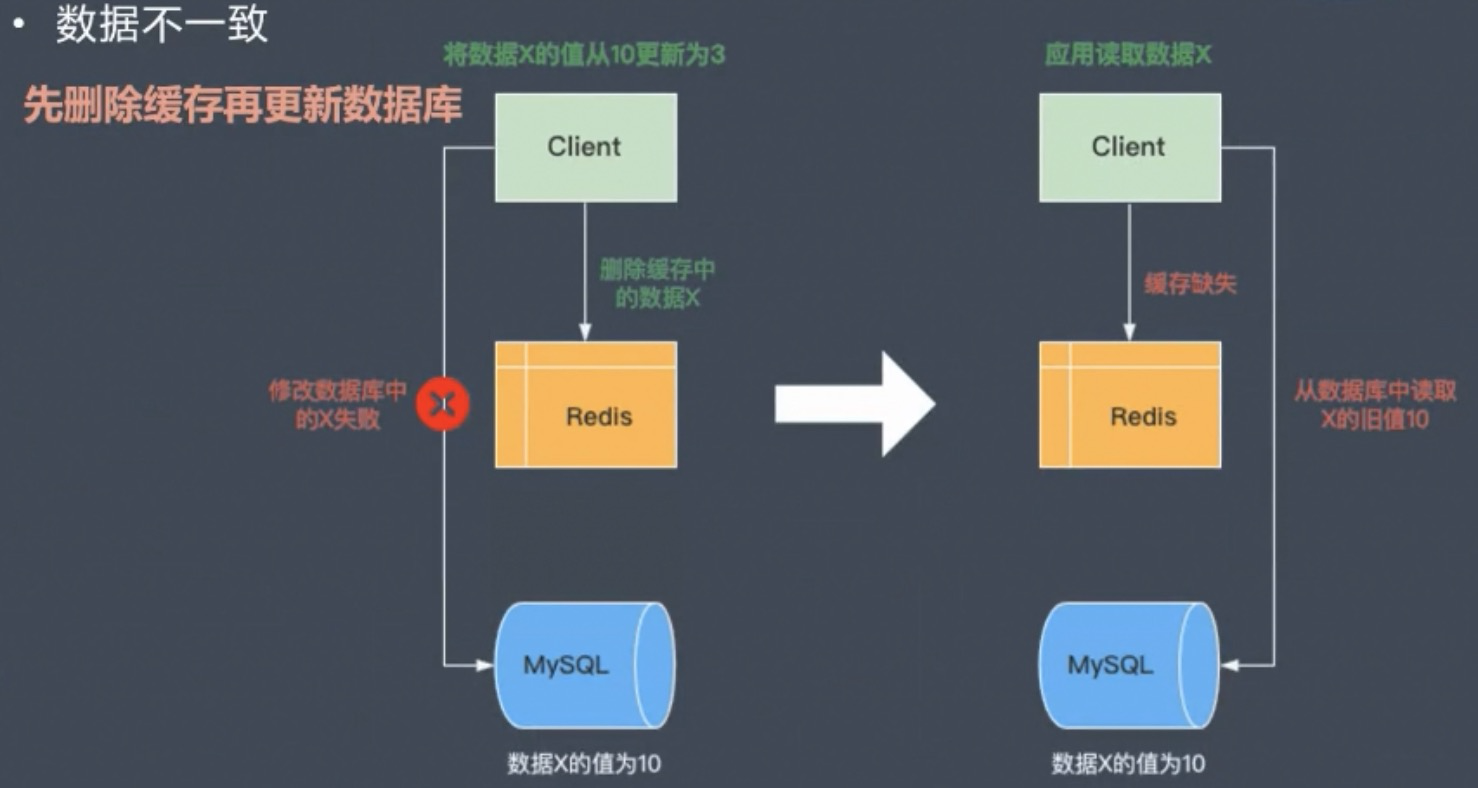 • 数据不一致
先删除缓存再更新数据库
将数据X的值从10更新为3
Client
删除缓存中
的数据X
修改数据库中
的X失败
Redis
MySQL
数据X的值为10
应用读取数据X
Client
缓存缺失
Redis
从数据库中读取
X的旧值10
MySQL
数据X的值为10